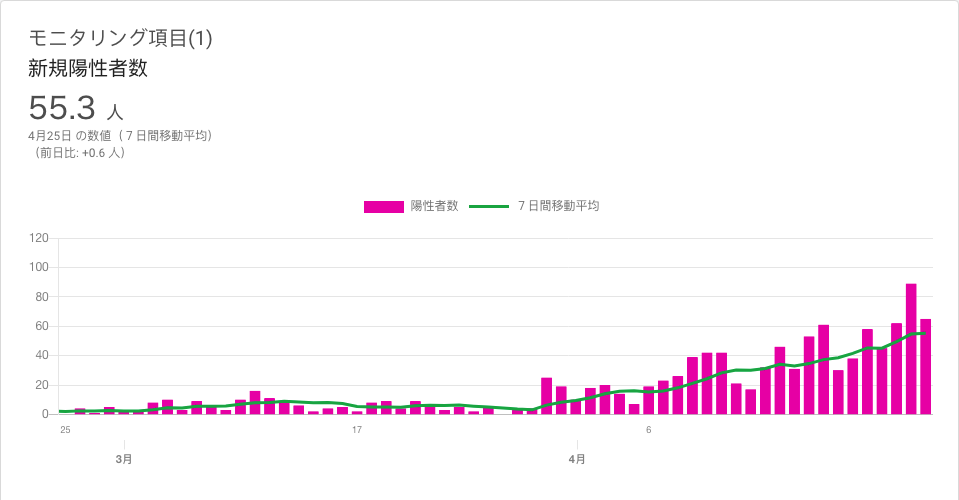 モニタリング項目(1)
新規陽性者数
55.3 人
4月25日 の数値（７日間移動平均）
（前日比: +0.6 人）
陽性者数 ７日間移動平均
120
100
80
60
40
20
0
25 17 6
3月 4月